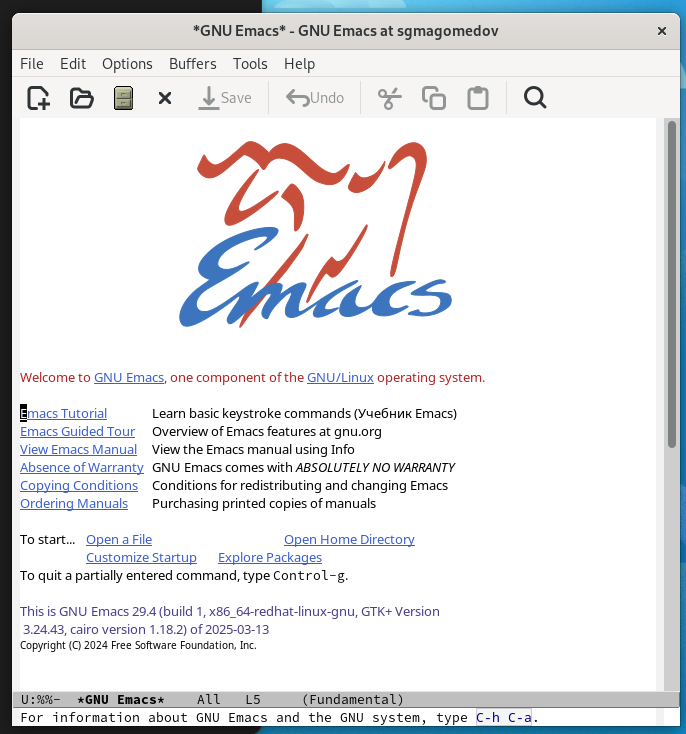 *GNU Emacs* - GNU Emacs at sgmagomedov
File Edit Options Buffers Tools Help
Save Undo
Emacs
Welcome to GNU Emacs, one component of the GNU/Linux operating system.
Emacs Tutorial Learn basic keystroke commands (Учебник Emacs)
Emacs Guided Tour Overview of Emacs features at gnu.org
View Emacs Manual View the Emacs manual using Info
Absence of Warranty GNU Emacs comes with ABSOLUTELY NO WARRANTY
Copying Conditions Conditions for redistributing and changing Emacs
Ordering Manuals Purchasing printed copies of manuals
To start... Open a File Open Home Directory
Customize Startup Explore Packages
To quit a partially entered command, type Control-g.
This is GNU Emacs 29.4 (build 1, x86_64-redhat-linux-gnu, GTK+ Version
3.24.43, cairo version 1.18.2) of 2025-03-13
Copyright (C) 2024 Free Software Foundation, Inc.
U:%%- *GNU Emacs* All L5 (Fundamental)
For information about GNU Emacs and the GNU system, type C-h C-a.